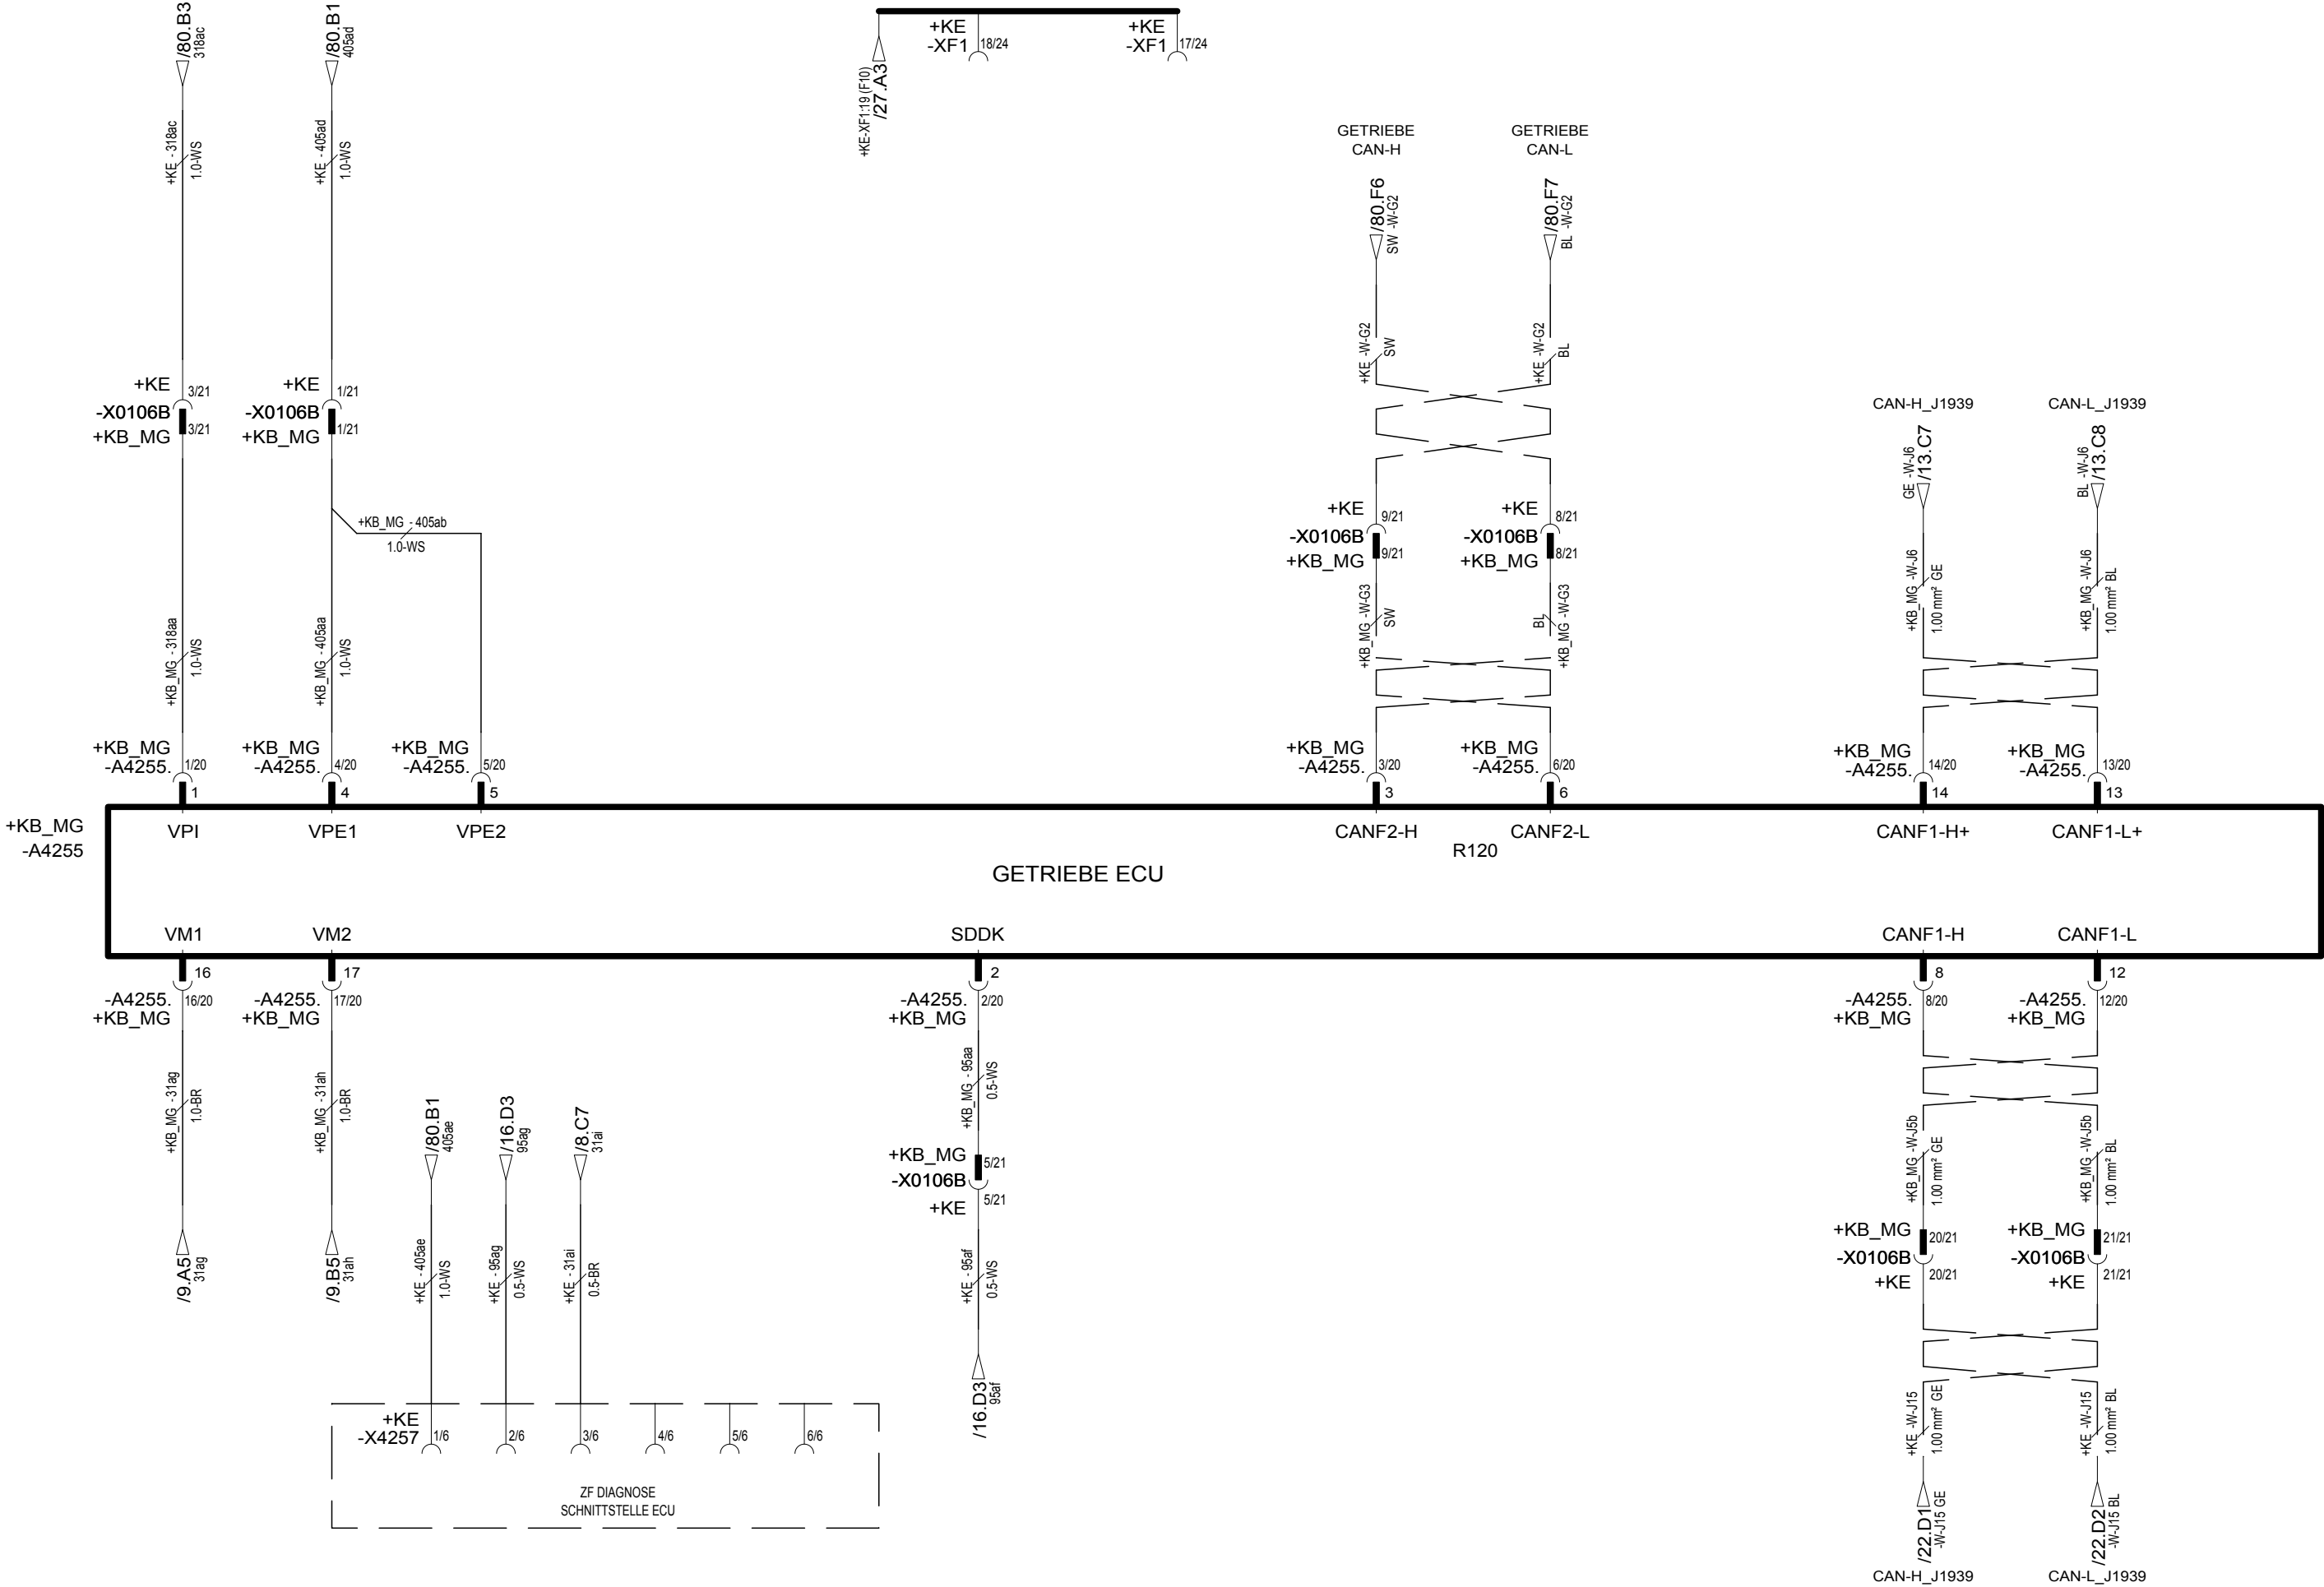 /80.B3
318ac
/80.B1
405ad
+KE
-XF1
18/24
+KE
-XF1
17/24
+KE-XF1:19 (F10)
/27.A3
+KE - 318ac
1.0-WS
+KE - 405ad
1.0-WS
GETRIEBE
CAN-H
GETRIEBE
CAN-L
/80.F6
SW -W-G2
/80.F7
BL -W-G2
+KE -W-G2
SW
+KE -W-G2
BL
+KE
3/21
-X0106B
+KB_MG
3/21
+KE
1/21
-X0106B
+KB_MG
1/21
CAN-H_J1939
CAN-L_J1939
GE -W-J6
/13.C7
BL -W-J6
/13.C8
+KB_MG - 405ab
1.0-WS
+KE
9/21
-X0106B
+KB_MG
9/21
+KE
8/21
-X0106B
+KB_MG
8/21
+KB_MG -W-G3
SW
BL
+KB_MG -W-G3
+KB_MG -W-J6
1.00 mm² GE
+KB_MG -W-J6
1.00 mm² BL
+KB_MG - 318aa
1.0-WS
+KB_MG - 405aa
1.0-WS
+KB_MG
-A4255.
1/20
1
+KB_MG
-A4255.
4/20
4
+KB_MG
-A4255.
5/20
5
+KB_MG
-A4255.
3/20
3
+KB_MG
-A4255.
6/20
6
+KB_MG
-A4255.
14/20
14
+KB_MG
-A4255.
13/20
13
+KB_MG
-A4255
VPI
VPE1
VPE2
CANF2-H
CANF2-L
CANF1-H+
CANF1-L+
R120
GETRIEBE ECU
VM1
VM2
SDDK
CANF1-H
CANF1-L
16
-A4255.
16/20
+KB_MG
17
-A4255.
17/20
+KB_MG
2
-A4255.
2/20
+KB_MG
8
-A4255.
8/20
+KB_MG
12
-A4255.
12/20
+KB_MG
+KB_MG - 31ag
1.0-BR
+KB_MG - 31ah
1.0-BR
/80.B1
405ae
/16.D3
95ag
/8.C7
31ai
+KB_MG - 95aa
0.5-WS
+KB_MG -W-J5b
1.00 mm² GE
+KB_MG -W-J5b
1.00 mm² BL
+KB_MG
5/21
-X0106B
+KE
5/21
/9.A5
31ag
/9.B5
31ah
+KE - 405ae
1.0-WS
+KE - 95ag
0.5-WS
+KE - 31ai
0.5-BR
+KE - 95af
0.5-WS
+KB_MG
20/21
-X0106B
+KE
20/21
+KB_MG
21/21
-X0106B
+KE
21/21
/16.D3
95af
+KE
-X4257
1/6
2/6
3/6
4/6
5/6
6/6
ZF DIAGNOSE
SCHNITTSTELLE ECU
+KE -W-J15
1.00 mm² GE
+KE -W-J15
1.00 mm² BL
/22.D1
-W-J15 GE
/22.D2
-W-J15 BL
CAN-H_J1939
CAN-L_J1939